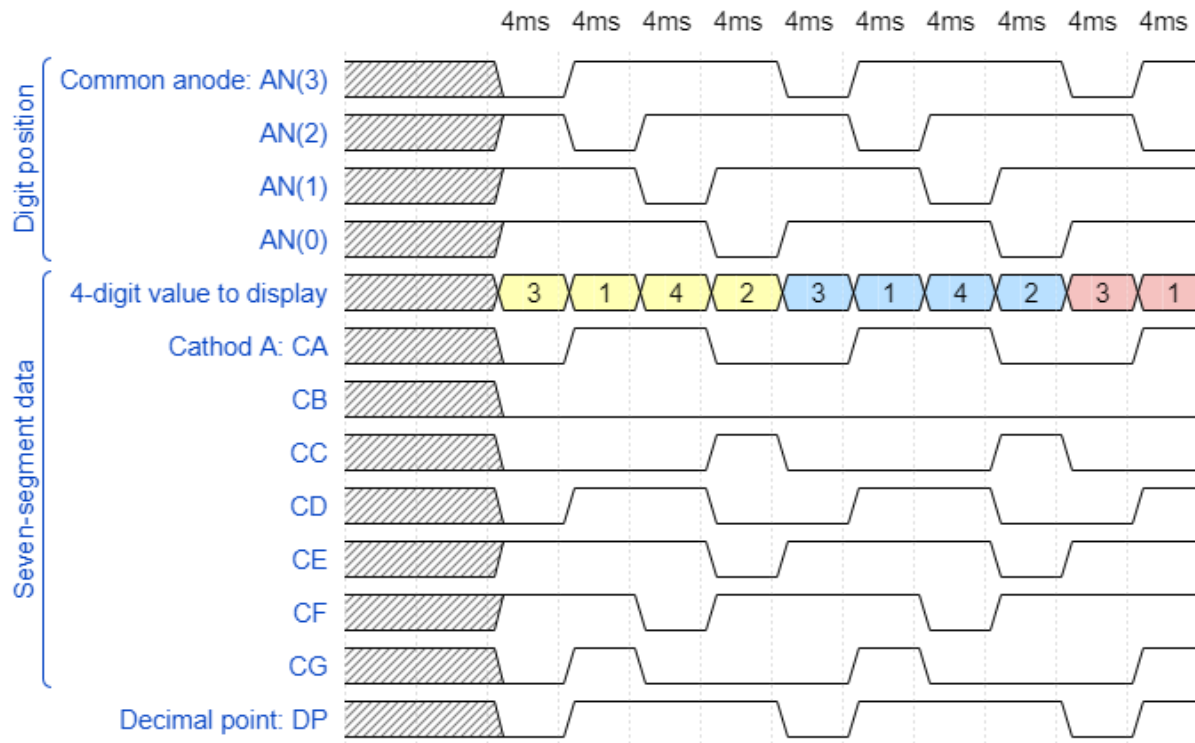 4ms 4ms 4ms 4ms 4ms 4ms 4ms 4ms 4ms 4ms
Digit position
Common anode: AN(3)
AN(2)
AN(1)
AN(0)
Seven-segment data
4-digit value to display 3 1 4 2 3 1 4 2 3 1
Cathod A: CA
CB
CC
CD
CE
CF
CG
Decimal point: DP